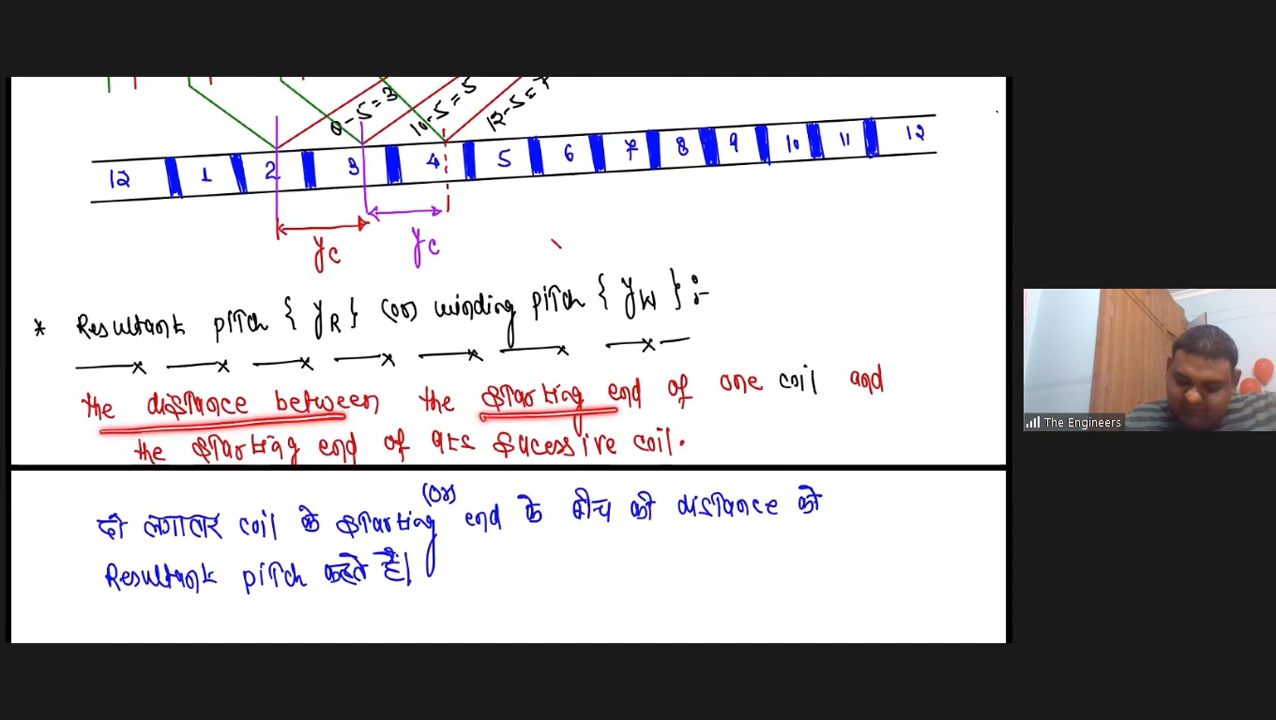 8-5=3
10-5=5
12-5=7
12 1 2 3 4 5 6 7 8 9 10 11 12
yc yc
* Resultant pitch { yR } (or) winding pitch { yW } :-
the distance between the starting end of one coil and
the starting end of its sucessive coil.
(or)
दो लगातार coil के starting end के बीच की distance को
Resultant pitch कहते हैं।
The Engineers